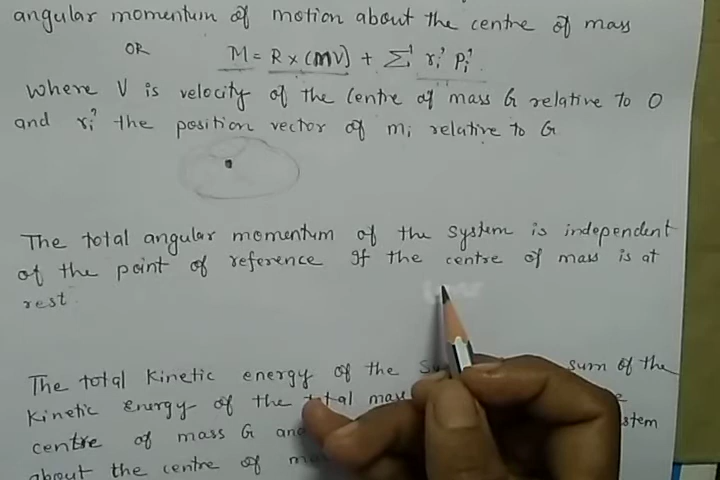 angular momentum of motion about the centre of mass
OR M = R × (MV) + Σ' ri' Pi'
where V is velocity of the centre of mass G relative to O
and ri' the position vector of mi relative to G
The total angular momentum of the system is independent
of the point of reference If the centre of mass is at
rest
The total Kinetic energy of the sum of the
Kinetic Energy of the total mass
centre of mass G and stem
about the centre of